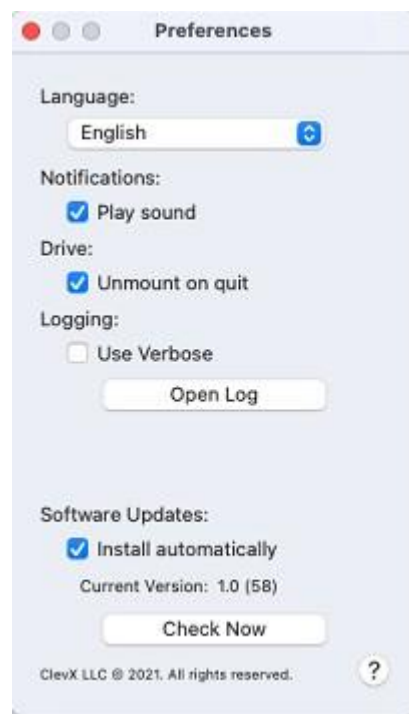 Preferences
Language:
English
Notifications:
Play sound
Drive:
Unmount on quit
Logging:
Use Verbose
Open Log
Software Updates:
Install automatically
Current Version: 1.0 (58)
Check Now
ClevX LLC © 2021. All rights reserved.
?